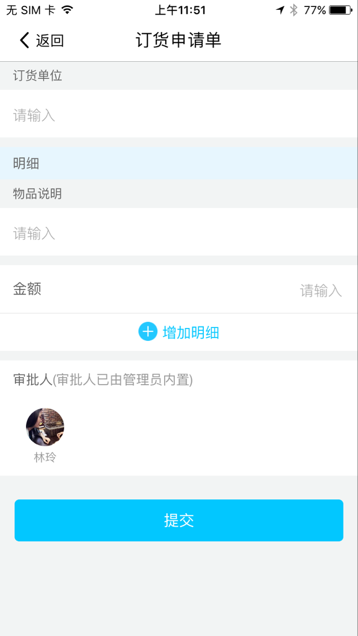 无 SIM 卡 上午11:51 77%
返回 订货申请单
订货单位
请输入
明细
物品说明
请输入
金额 请输入
增加明细
审批人(审批人已由管理员内置)
林玲
提交